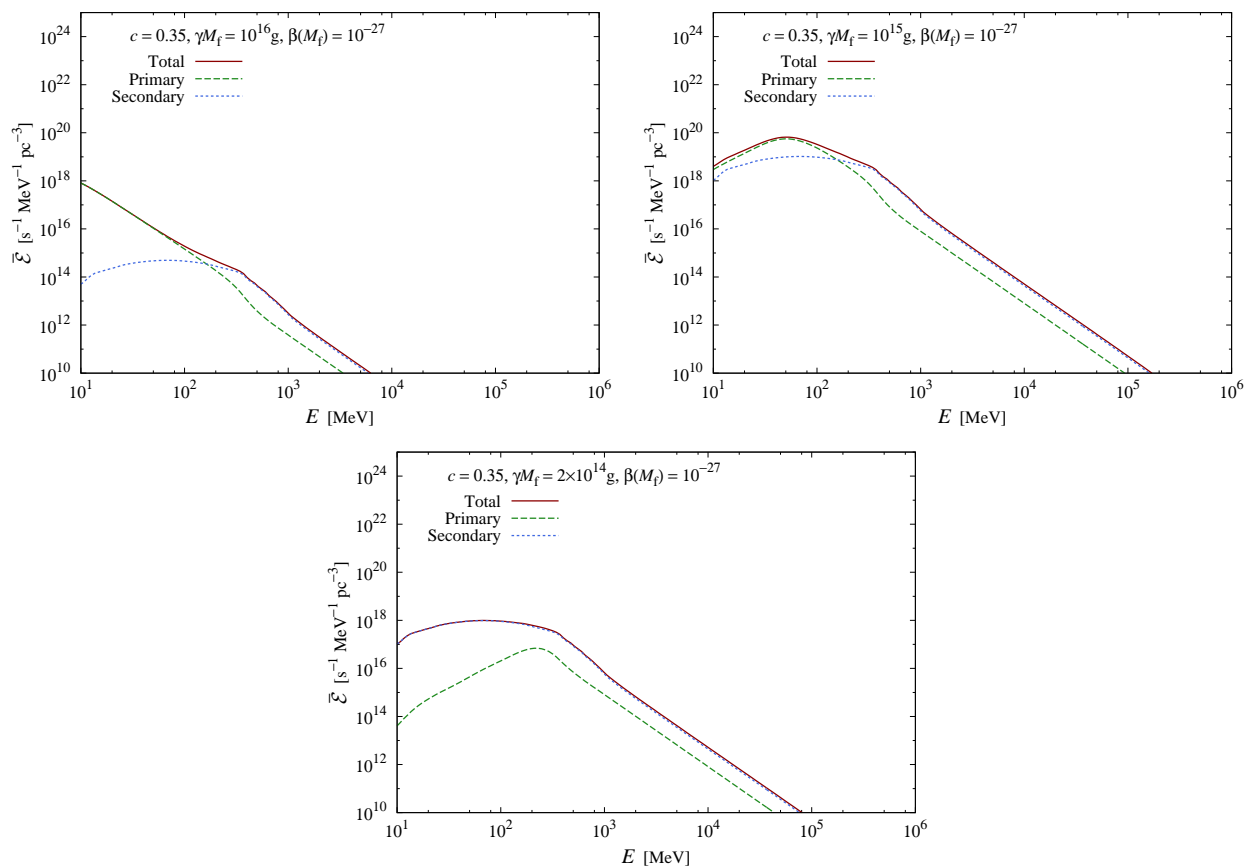 c = 0.35, γM_f = 10^16g, β(M_f) = 10^−27
Total
Primary
Secondary
10^24
10^22
10^20
10^18
10^16
10^14
10^12
10^10
ℰ̄ [s^−1 MeV^−1 pc^−3]
10^1 10^2 10^3 10^4 10^5 10^6
E [MeV]
c = 0.35, γM_f = 10^15g, β(M_f) = 10^−27
Total
Primary
Secondary
10^24
10^22
10^20
10^18
10^16
10^14
10^12
10^10
ℰ̄ [s^−1 MeV^−1 pc^−3]
10^1 10^2 10^3 10^4 10^5 10^6
E [MeV]
c = 0.35, γM_f = 2×10^14g, β(M_f) = 10^−27
Total
Primary
Secondary
10^24
10^22
10^20
10^18
10^16
10^14
10^12
10^10
ℰ̄ [s^−1 MeV^−1 pc^−3]
10^1 10^2 10^3 10^4 10^5 10^6
E [MeV]